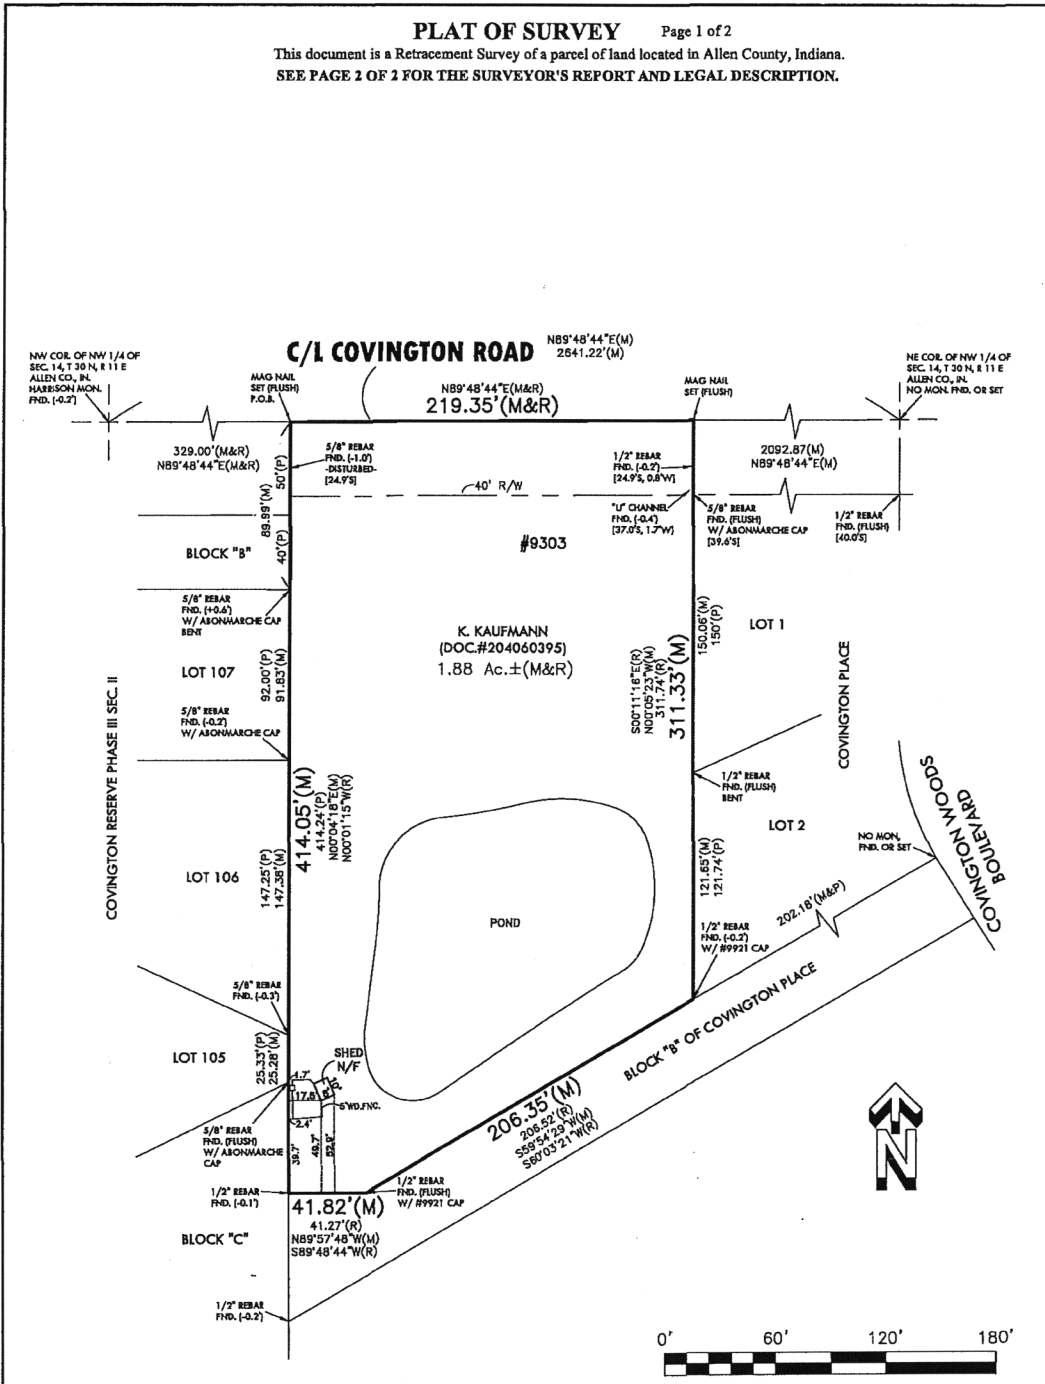 PLAT OF SURVEY Page 1 of 2
This document is a Retracement Survey of a parcel of land located in Allen County, Indiana.
SEE PAGE 2 OF 2 FOR THE SURVEYOR'S REPORT AND LEGAL DESCRIPTION.
C/L COVINGTON ROAD
N89°48'44"E(M)
2641.22'(M)
NW COR. OF NW 1/4 OF
SEC. 14, T 30 N, R 11 E
ALLEN CO., IN.
HARRISON MON.
FND. (-0.2')
MAG NAIL
SET (FLUSH)
P.O.B.
N89°48'44"E(M&R)
219.35'(M&R)
MAG NAIL
SET (FLUSH)
NE COR. OF NW 1/4 OF
SEC. 14, T 30 N, R 11 E
ALLEN CO., IN.
NO MON. FND. OR SET
329.00'(M&R)
N89°48'44"E(M&R)
5/8" REBAR
FND. (-1.0')
-DISTURBED-
[24.9'S]
1/2" REBAR
FND. (-0.2')
[24.9'S, 0.8'W]
2092.87(M)
N89°48'44"E(M)
50'(P)
89.99'(M)
40'(P)
40' R/W
"U" CHANNEL
FND. (-0.4')
[37.0'S, 1.7'W]
5/8" REBAR
FND. (FLUSH)
W/ ABONMARCHE CAP
[39.6'S]
1/2" REBAR
FND. (FLUSH)
[40.0'S]
BLOCK "B"
#9303
5/8" REBAR
FND. (+0.6')
W/ ABONMARCHE CAP
BENT
K. KAUFMANN
(DOC.#204060395)
1.88 Ac.±(M&R)
150.06'(M)
150'(P)
LOT 1
LOT 107
92.00'(P)
91.83'(M)
S00°11'16"E(R)
N00°05'23"W(M)
311.74'(R)
311.33'(M)
COVINGTON PLACE
5/8" REBAR
FND. (-0.2')
W/ ABONMARCHE CAP
COVINGTON RESERVE PHASE III SEC. II
1/2" REBAR
FND. (FLUSH)
BENT
414.05'(M)
414.24'(P)
N00°04'18"E(M)
N00°01'15"W(R)
LOT 2
COVINGTON WOODS
BOULEVARD
NO MON.
FND. OR SET
LOT 106
147.25'(P)
147.38'(M)
121.65'(M)
121.74'(P)
POND
202.18'(M&P)
1/2" REBAR
FND. (-0.2')
W/ #9921 CAP
5/8" REBAR
FND. (-0.3')
BLOCK "B" OF COVINGTON PLACE
LOT 105
25.33'(P)
25.28'(M)
SHED
N/F
1.7'
10'
8'
17.5'
5'WD.FNC.
2.4'
39.7'
49.7'
52.9'
206.35'(M)
206.52'(R)
S59°54'29"W(M)
S60°03'21"W(R)
5/8" REBAR
FND. (FLUSH)
W/ ABONMARCHE
CAP
N
1/2" REBAR
FND. (-0.1')
1/2" REBAR
FND. (FLUSH)
W/ #9921 CAP
41.82'(M)
41.27'(R)
N89°57'48"W(M)
S89°48'44"W(R)
BLOCK "C"
1/2" REBAR
FND. (-0.2')
0' 60' 120' 180'